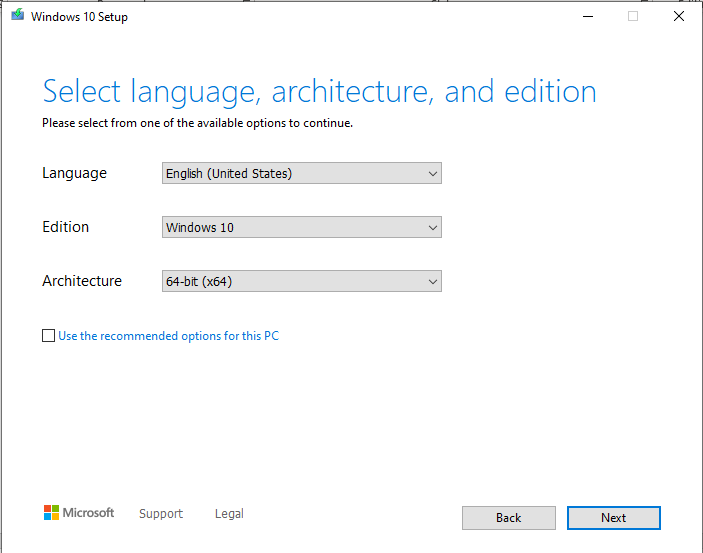 Windows 10 Setup
Select language, architecture, and edition
Please select from one of the available options to continue.
Language English (United States)
Edition Windows 10
Architecture 64-bit (x64)
Use the recommended options for this PC
Microsoft Support Legal Back Next